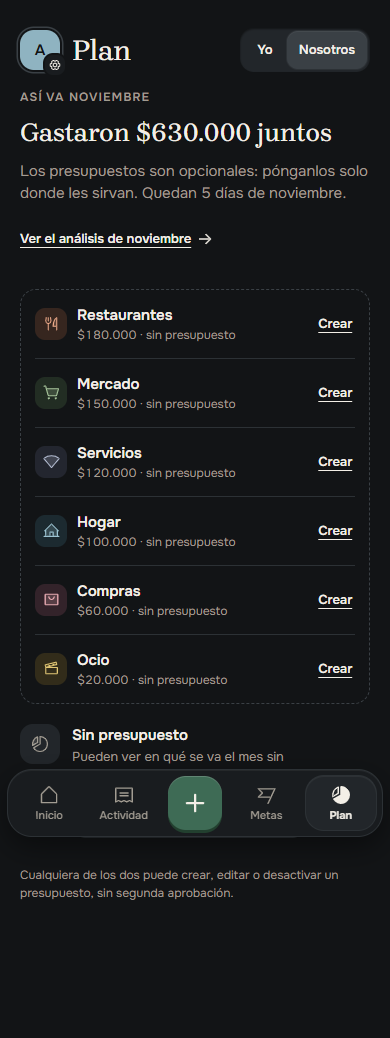 A
Plan
Yo
Nosotros
ASÍ VA NOVIEMBRE
Gastaron $630.000 juntos
Los presupuestos son opcionales: pónganlos solo
donde les sirvan. Quedan 5 días de noviembre.
Ver el análisis de noviembre →
Restaurantes
$180.000 · sin presupuesto
Crear
Mercado
$150.000 · sin presupuesto
Crear
Servicios
$120.000 · sin presupuesto
Crear
Hogar
$100.000 · sin presupuesto
Crear
Compras
$60.000 · sin presupuesto
Crear
Ocio
$20.000 · sin presupuesto
Crear
Sin presupuesto
Pueden ver en qué se va el mes sin
Inicio
Actividad
Metas
Plan
Cualquiera de los dos puede crear, editar o desactivar un
presupuesto, sin segunda aprobación.